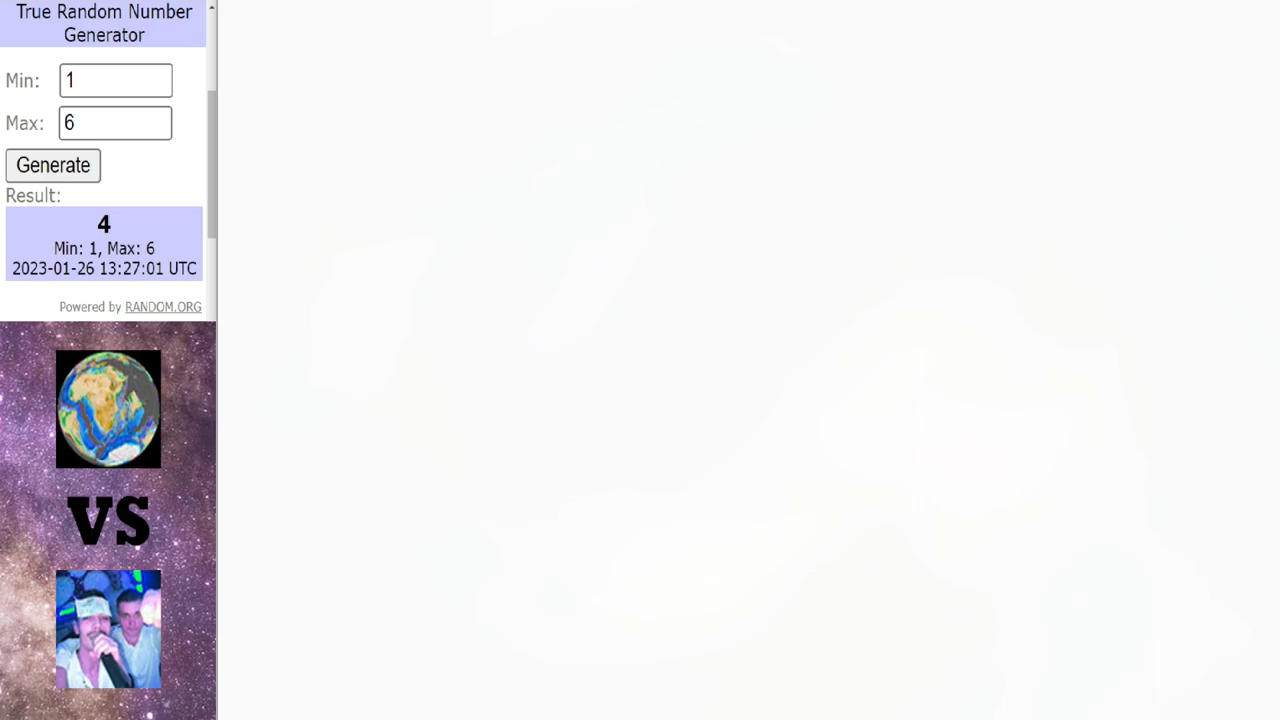 True Random Number
Generator
Min: 1
Max: 6
Generate
Result:
4
Min: 1, Max: 6
2023-01-26 13:27:01 UTC
Powered by RANDOM.ORG
VS